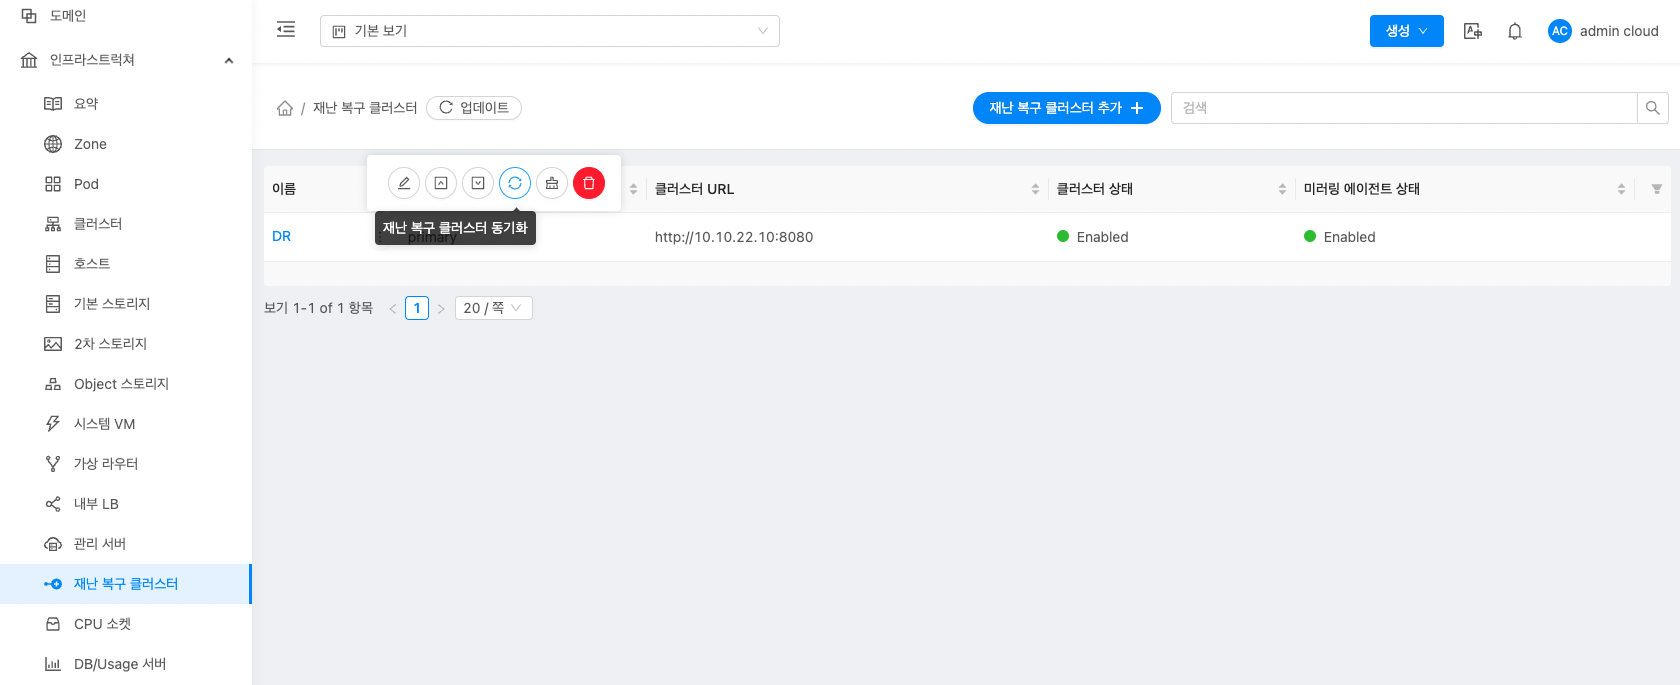 도메인
인프라스트럭쳐
요약
Zone
Pod
클러스터
호스트
기본 스토리지
2차 스토리지
Object 스토리지
시스템 VM
가상 라우터
내부 LB
관리 서버
재난 복구 클러스터
CPU 소켓
DB/Usage 서버
기본 보기
생성
AC admin cloud
/ 재난 복구 클러스터 업데이트
재난 복구 클러스터 추가 +
검색
이름 클러스터 URL 클러스터 상태 미러링 에이전트 상태
재난 복구 클러스터 동기화
DR primary http://10.10.22.10:8080 Enabled Enabled
보기 1-1 of 1 항목 < 1 > 20 / 쪽